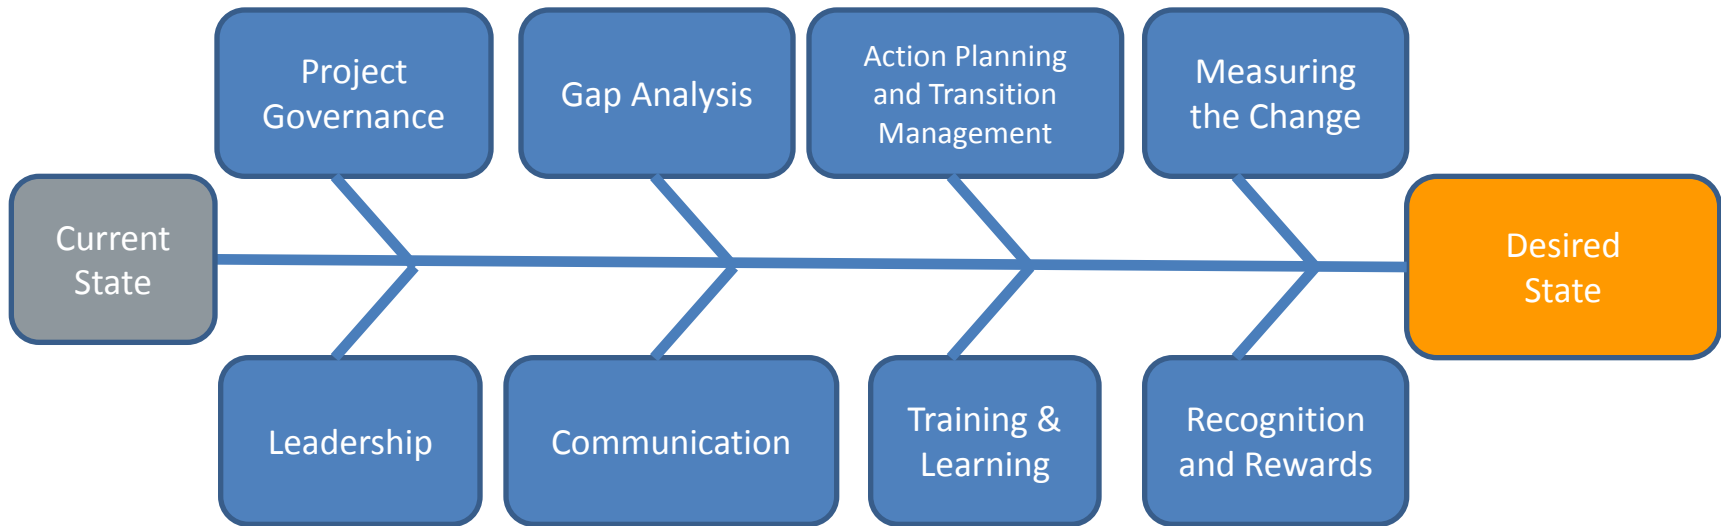 Project
Governance
Gap Analysis
Action Planning
and Transition
Management
Measuring
the Change
Current
State
Desired
State
Leadership
Communication
Training &
Learning
Recognition
and Rewards